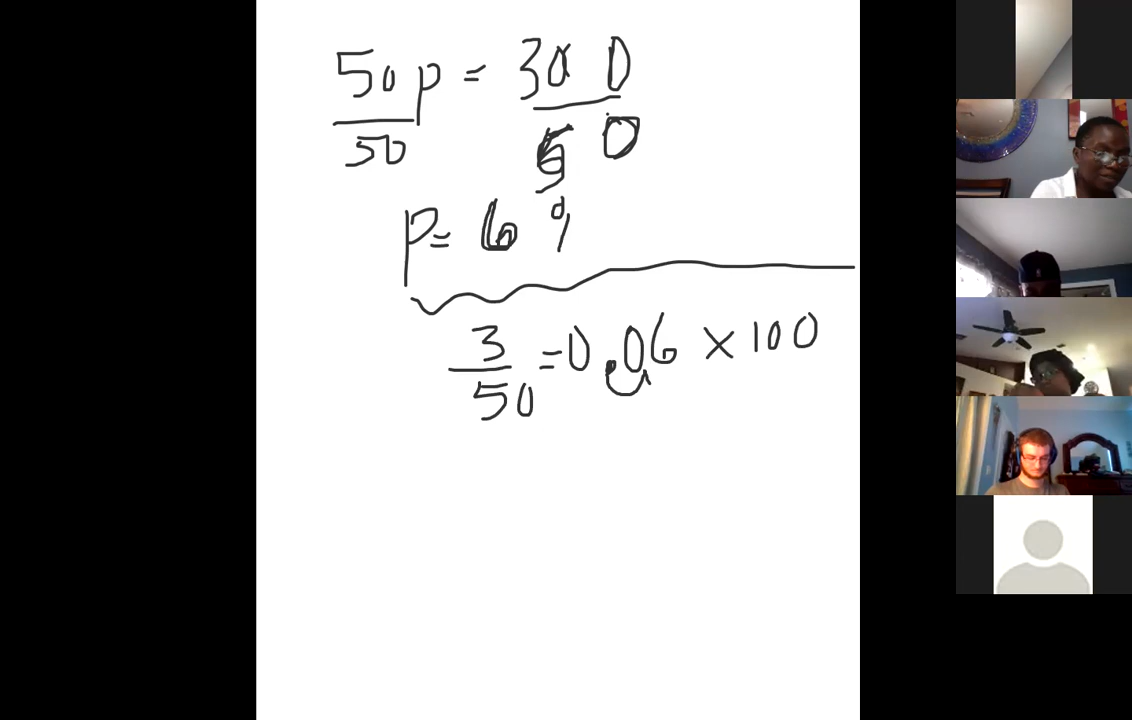 50p = 300
50 50
p = 6 %
3
50 = 0.06 × 100